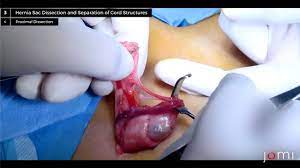 3 Hernia Sac Dissection and Separation of Cord Structures
C Proximal Dissection
jomi